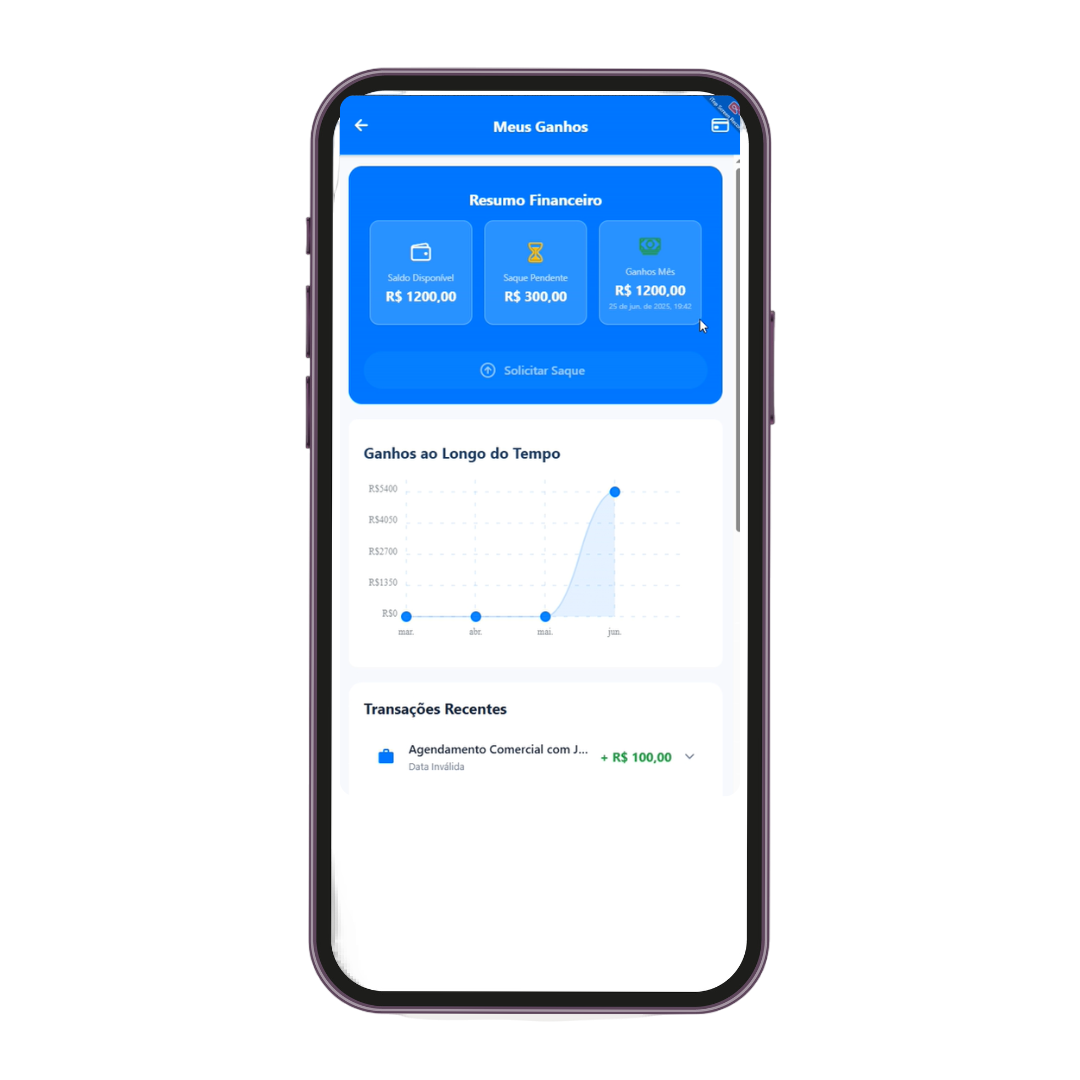 Meus Ganhos
Resumo Financeiro
Saldo Disponível
R$ 1200,00
Saque Pendente
R$ 300,00
Ganhos Mês
R$ 1200,00
25 de jun. de 2025, 19:42
Solicitar Saque
Ganhos ao Longo do Tempo
R$5400
R$4050
R$2700
R$1350
R$0
mar. abr. mai. jun.
Transações Recentes
Agendamento Comercial com J...
+ R$ 100,00
Data Inválida